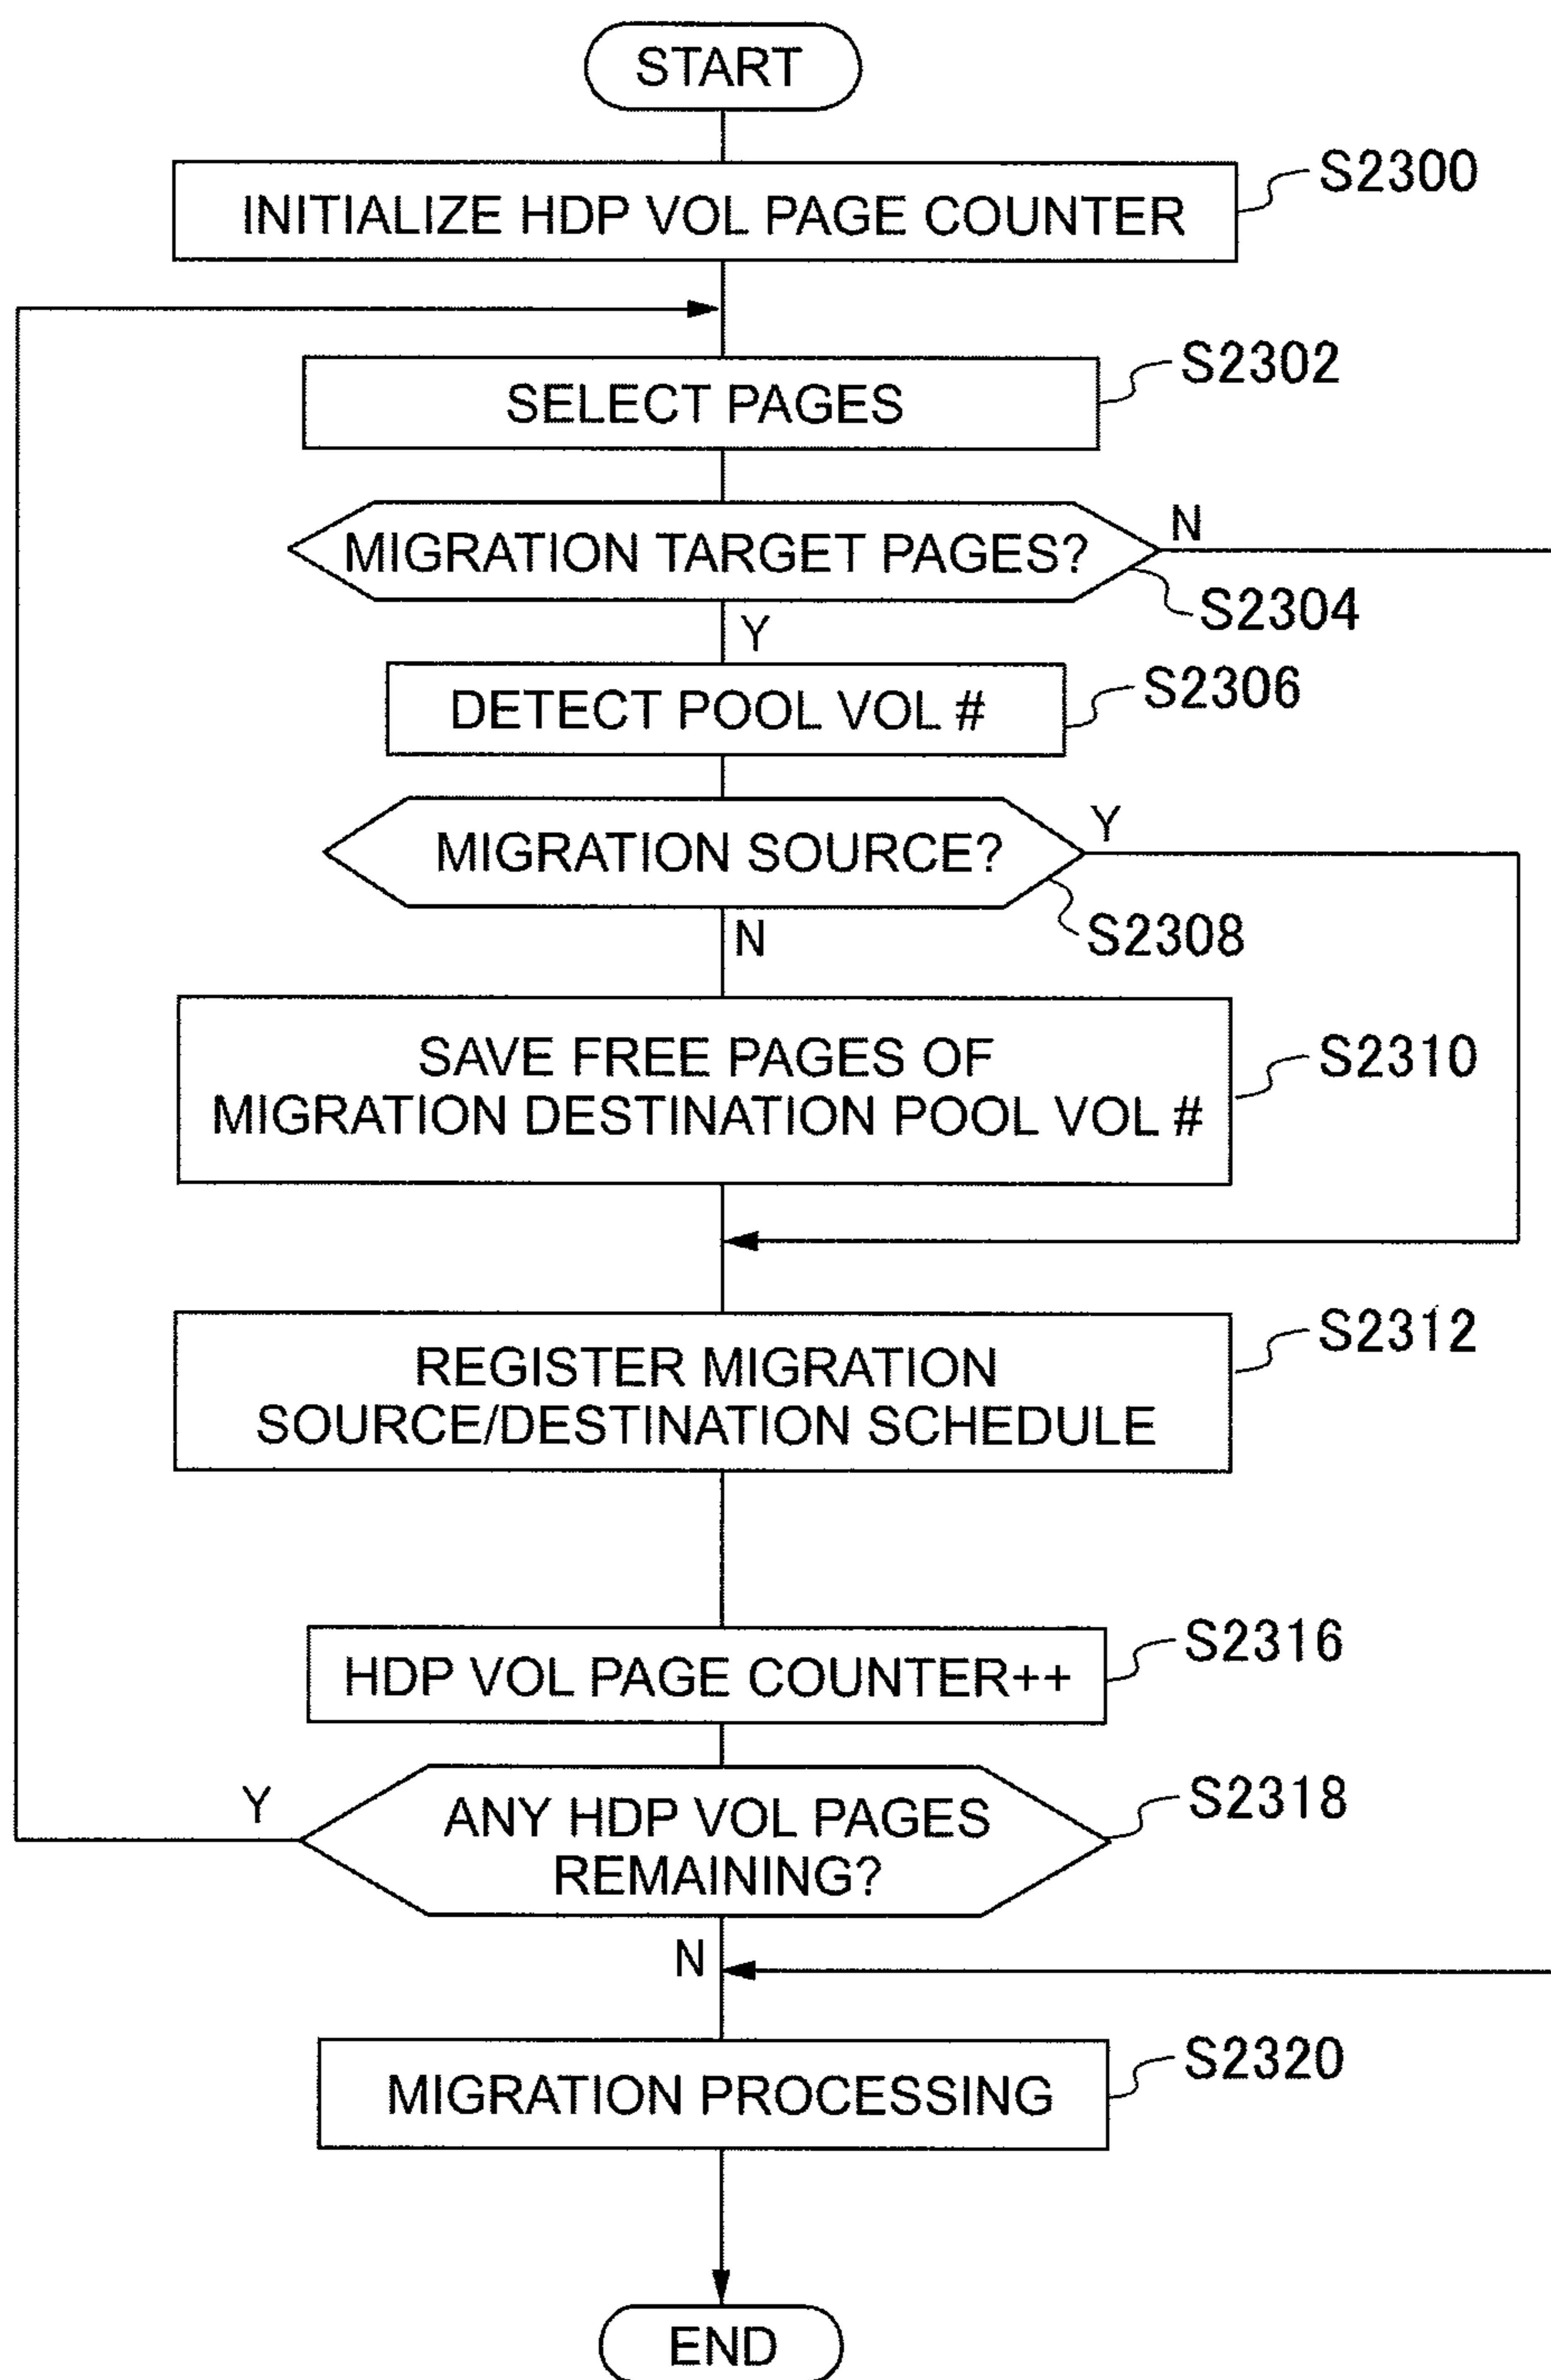 START
INITIALIZE HDP VOL PAGE COUNTER
S2300
SELECT PAGES
S2302
MIGRATION TARGET PAGES?
N
S2304
Y
DETECT POOL VOL #
S2306
MIGRATION SOURCE?
Y
S2308
N
SAVE FREE PAGES OF
MIGRATION DESTINATION POOL VOL #
S2310
REGISTER MIGRATION
SOURCE/DESTINATION SCHEDULE
S2312
HDP VOL PAGE COUNTER++
S2316
Y
ANY HDP VOL PAGES
REMAINING?
S2318
N
MIGRATION PROCESSING
S2320
END